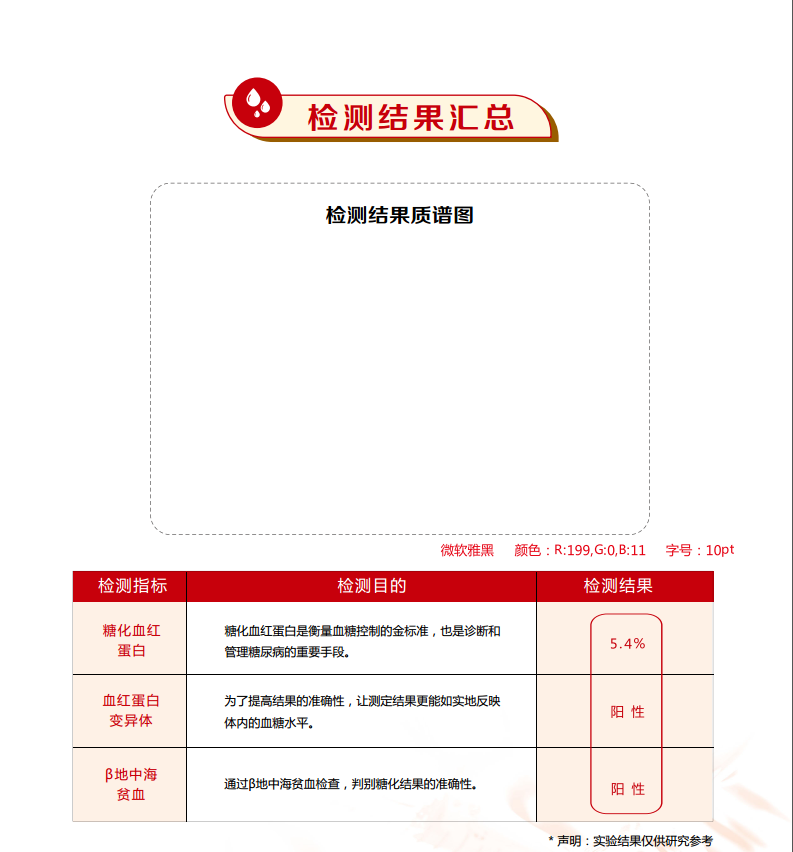 检测结果汇总
检测结果质谱图
微软雅黑 颜色：R:199,G:0,B:11 字号：10pt
检测指标 检测目的 检测结果
糖化血红
蛋白
糖化血红蛋白是衡量血糖控制的金标准，也是诊断和
管理糖尿病的重要手段。
5.4%
血红蛋白
变异体
为了提高结果的准确性，让测定结果更能如实地反映
体内的血糖水平。
阳 性
β地中海
贫血
通过β地中海贫血检查，判别糖化结果的准确性。
阳 性
* 声明：实验结果仅供研究参考